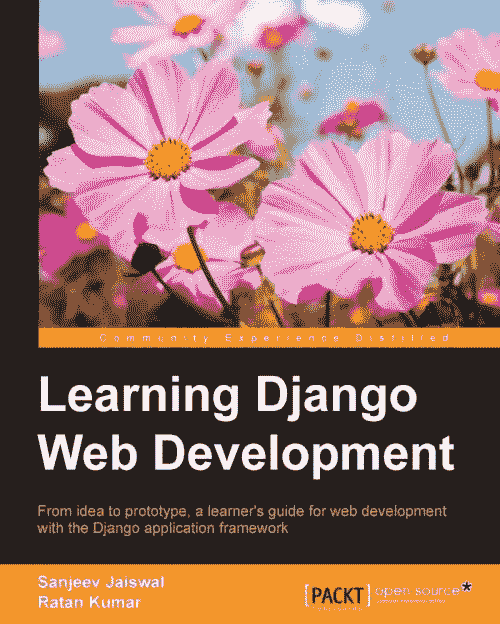 Community Experience Distilled
Learning Django
Web Development
From idea to prototype, a learner's guide for web development
with the Django application framework
Sanjeev Jaiswal
Ratan Kumar
[PACKT] open source*